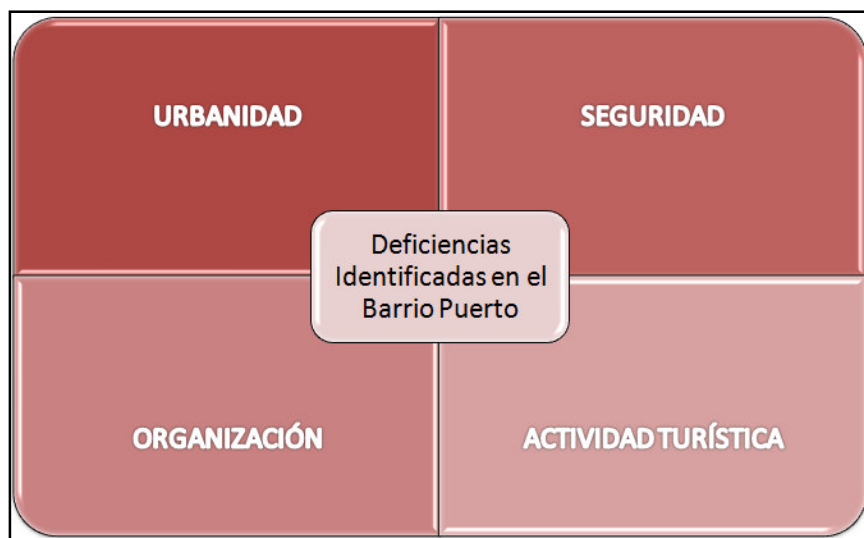 URBANIDAD
SEGURIDAD
Deficiencias
Identificadas en el
Barrio Puerto
ORGANIZACIÓN
ACTIVIDAD TURÍSTICA